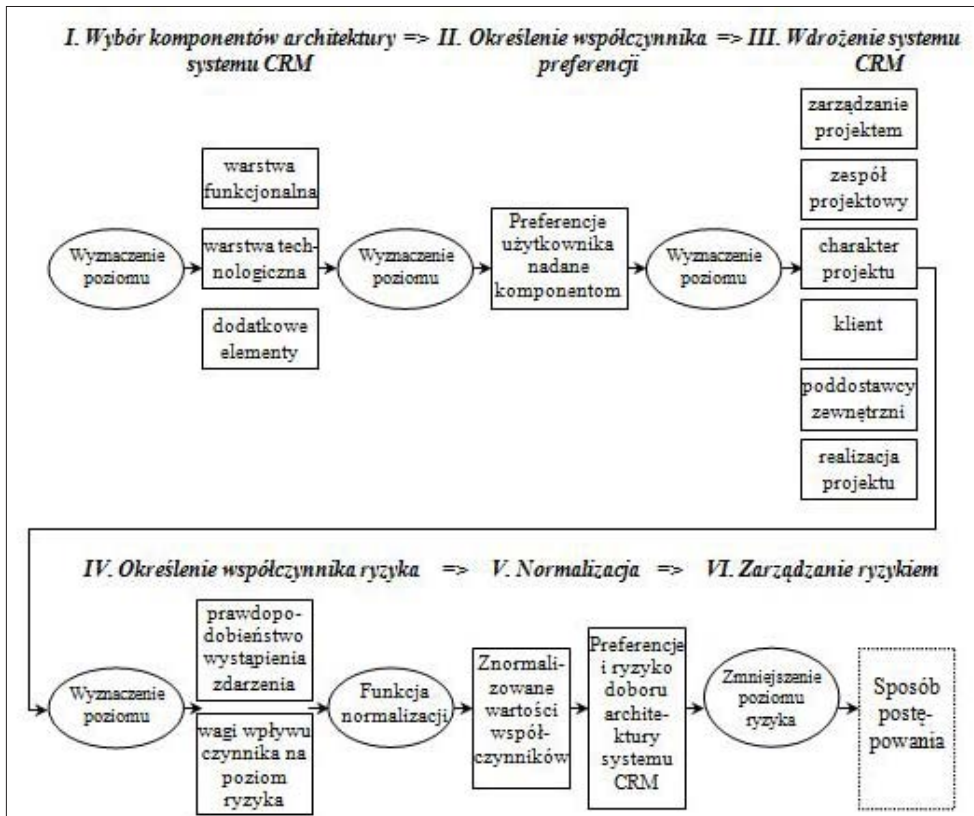 I. Wybór komponentów architektury => II. Określenie współczynnika => III. Wdrożenie systemu
systemu CRM
preferencji
CRM
zarządzanie
projektem
zespół
projektowy
warstwa
funkcjonalna
Wyznaczenie
poziomu
warstwa tech-
nologiczna
Wyznaczenie
poziomu
Preferencje
użytkownika
nadane
komponentom
Wyznaczenie
poziomu
charakter
projektu
dodatkowe
elementy
klient
poddostawcy
zewnętrzni
realizacja
projektu
IV. Określenie współczynnika ryzyka => V. Normalizacja => VI. Zarządzanie ryzykiem
Wyznaczenie
poziomu
prawdopo-
dobieństwo
wystąpienia
zdarzenia
wagi wpływu
czynnika na
poziom
ryzyka
Funkcja
normalizacji
Znormali-
zowane
wartości
współ-
czynników
Preferencje
i ryzyko
doboru
archite-
ktury
systemu
CRM
Zmniejszenie
poziomu
ryzyka
Sposób
postę-
powania